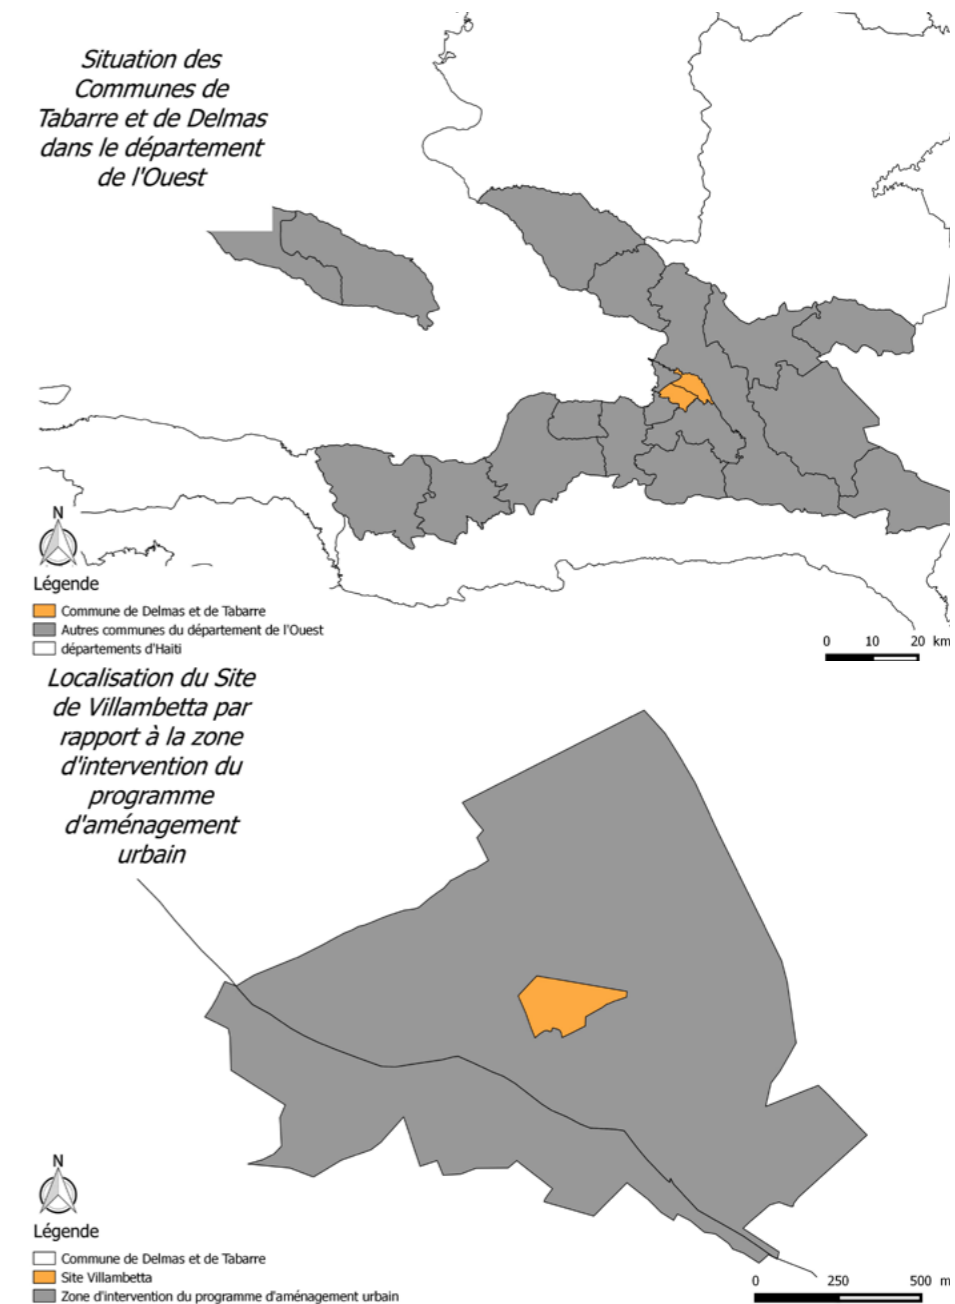 Situation des
Communes de
Tabarre et de Delmas
dans le département
de l'Ouest
N
Légende
Commune de Delmas et de Tabarre
Autres communes du département de l'Ouest
départements d'Haiti
0 10 20 km
Localisation du Site
de Villambetta par
rapport à la zone
d'intervention du
programme
d'aménagement
urbain
N
Légende
Commune de Delmas et de Tabarre
Site Villambetta
Zone d'intervention du programme d'aménagement urbain
0 250 500 m